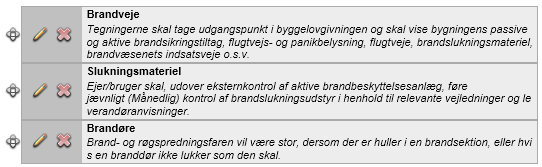 Brandveje
Tegningerne skal tage udgangspunkt i byggelovgivningen og skal vise bygningens passive
og aktive brandsikringstiltag, flugtvejs- og panikbelysning, flugtveje, brandslukningsmateriel,
brandvæsenets indsatsveje o.s.v.
Slukningsmateriel
Ejer/bruger skal, udover eksternkontrol af aktive brandbeskyttelsesanlæg, føre
jævnligt (Månedlig) kontrol af brandslukningsudstyr i henhold til relevante vejledninger og le
verandøranvisninger.
Brandøre
Brand- og røgspredningsfaren vil være stor, dersom der er huller i en brandsektion, eller hvi
s en branddør ikke lukker som den skal.